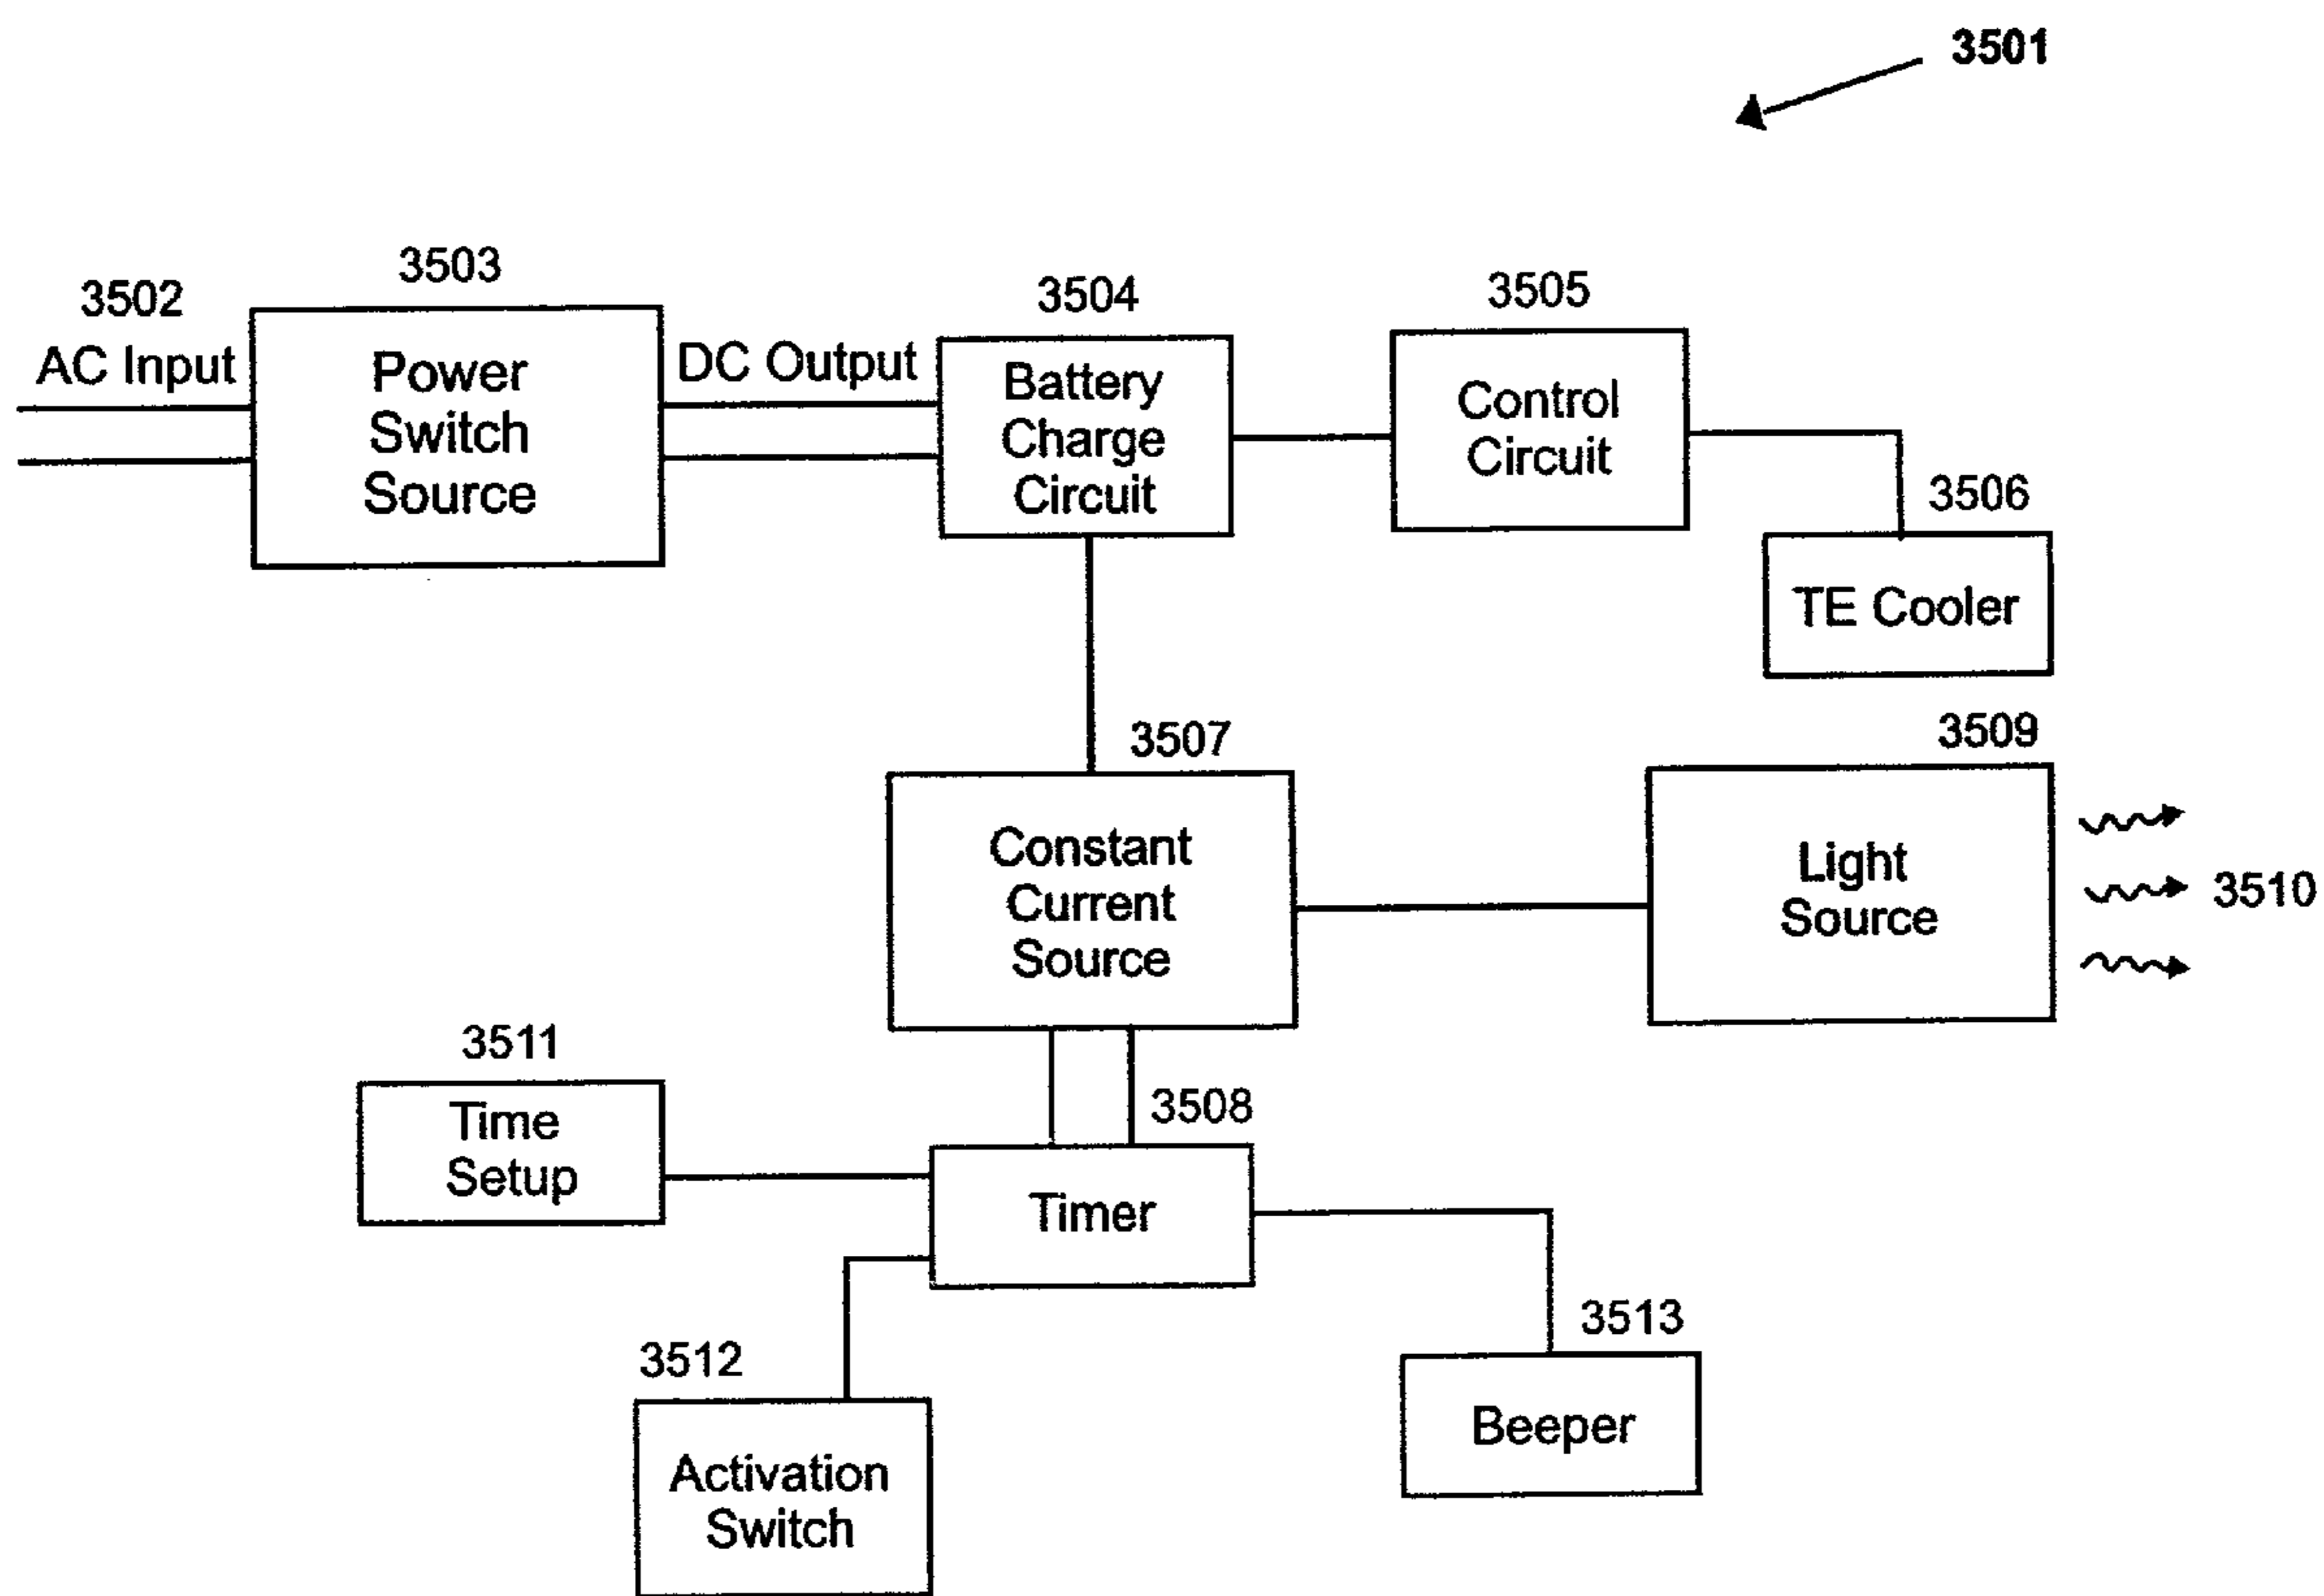 3501
3502
AC Input
3503
Power
Switch
Source
DC Output
3504
Battery
Charge
Circuit
3505
Control
Circuit
3506
TE Cooler
3507
Constant
Current
Source
3509
Light
Source
3510
3511
Time
Setup
3508
Timer
3512
Activation
Switch
3513
Beeper